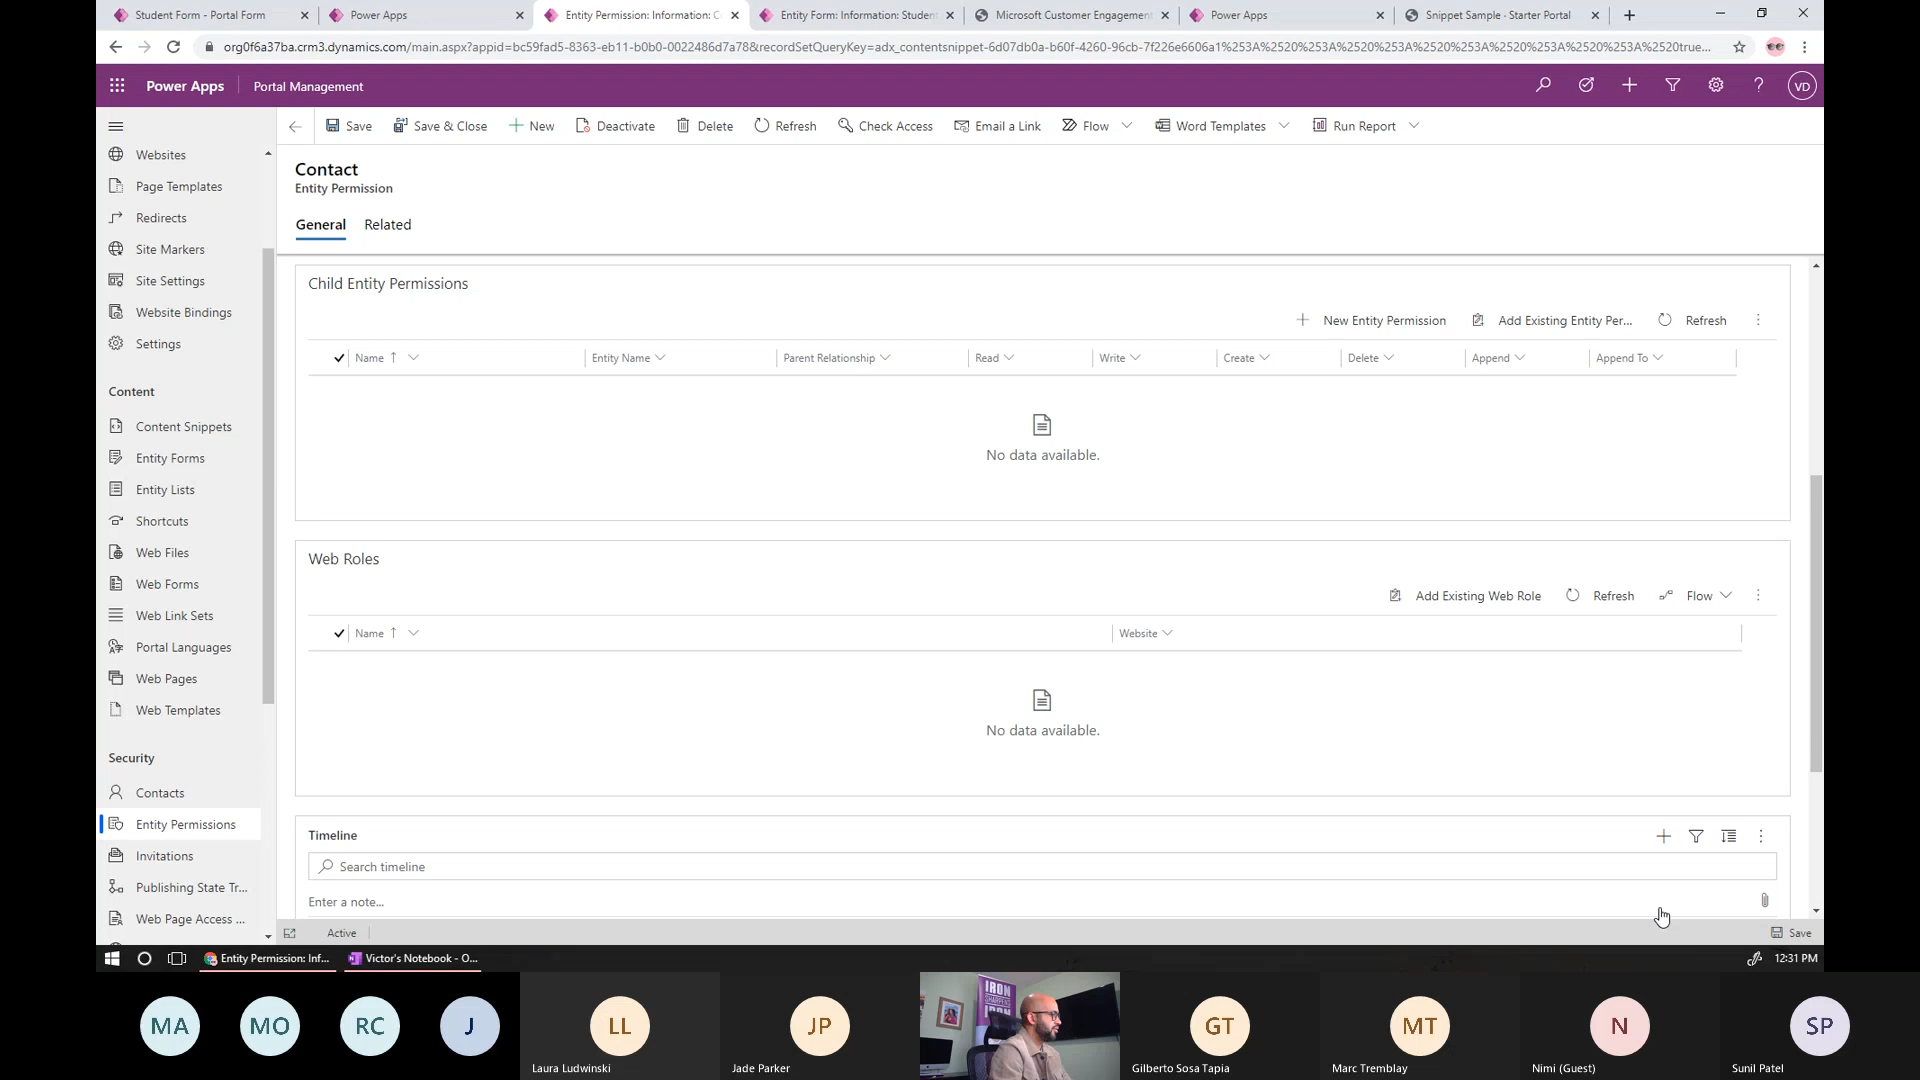 Student Form - Portal Form
Power Apps
Entity Permission: Information: C
Entity Form: Information: Student
Microsoft Customer Engagement
Power Apps
Snippet Sample · Starter Portal
org0f6a37ba.crm3.dynamics.com/main.aspx?appid=bc59fad5-8363-eb11-b0b0-0022486d7a78&recordSetQueryKey=adx_contentsnippet-6d07db0a-b60f-4260-96cb-7f226e6606a1%253A%2520%253A%2520%253A%2520%253A%2520%253A%2520%253A%2520true...
Power Apps
Portal Management
VD
Save
Save & Close
New
Deactivate
Delete
Refresh
Check Access
Email a Link
Flow
Word Templates
Run Report
Websites
Page Templates
Redirects
Site Markers
Site Settings
Website Bindings
Settings
Content
Content Snippets
Entity Forms
Entity Lists
Shortcuts
Web Files
Web Forms
Web Link Sets
Portal Languages
Web Pages
Web Templates
Security
Contacts
Entity Permissions
Invitations
Publishing State Tr...
Web Page Access ...
Contact
Entity Permission
General
Related
Child Entity Permissions
New Entity Permission
Add Existing Entity Per...
Refresh
Name
Entity Name
Parent Relationship
Read
Write
Create
Delete
Append
Append To
No data available.
Web Roles
Add Existing Web Role
Refresh
Flow
Name
Website
No data available.
Timeline
Search timeline
Enter a note...
Active
Save
Entity Permission: Inf...
Victor's Notebook - O...
12:31 PM
MA
MO
RC
J
LL
Laura Ludwinski
JP
Jade Parker
IRON
SHARPENS
IRON
GT
Gilberto Sosa Tapia
MT
Marc Tremblay
N
Nimi (Guest)
SP
Sunil Patel